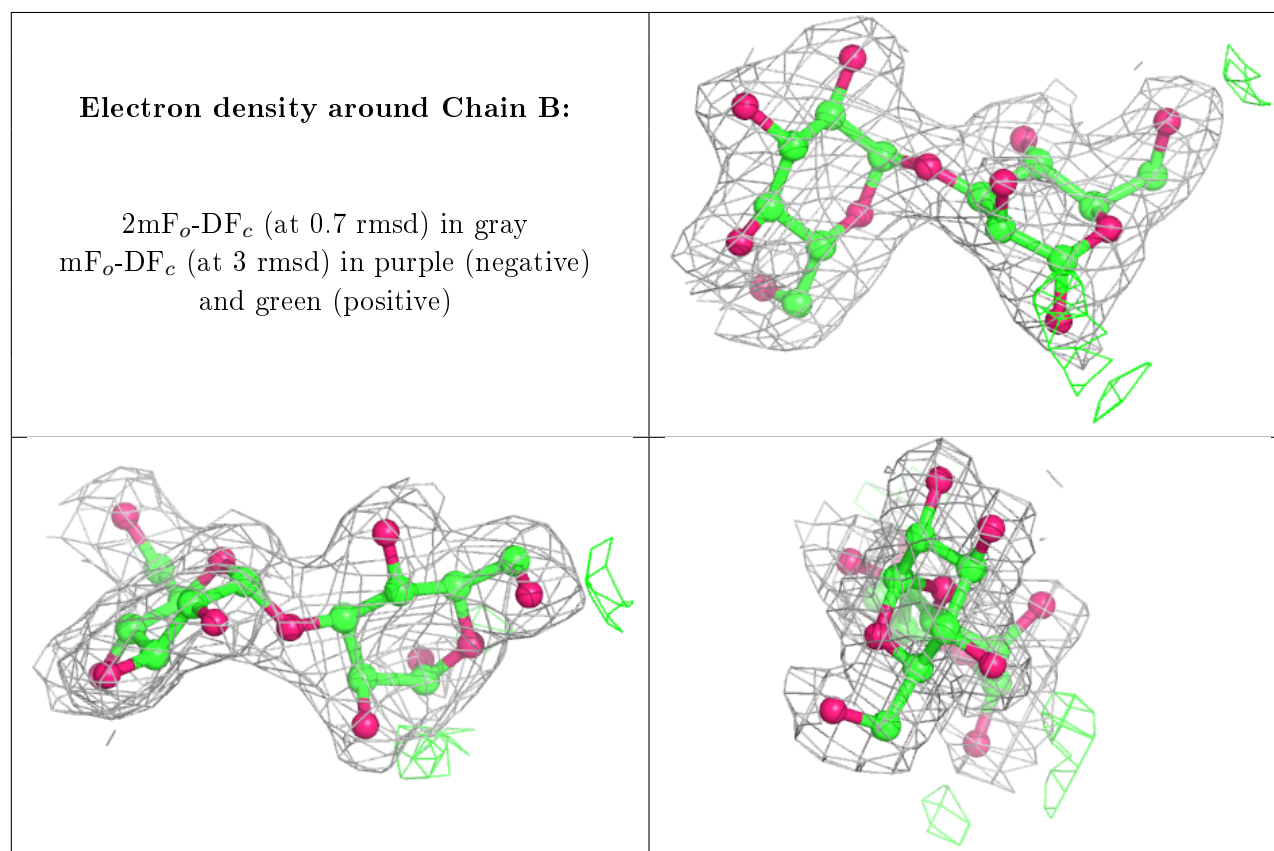 Electron density around Chain B:
2mFₒ-DF𝒸 (at 0.7 rmsd) in gray
mFₒ-DF𝒸 (at 3 rmsd) in purple (negative)
and green (positive)